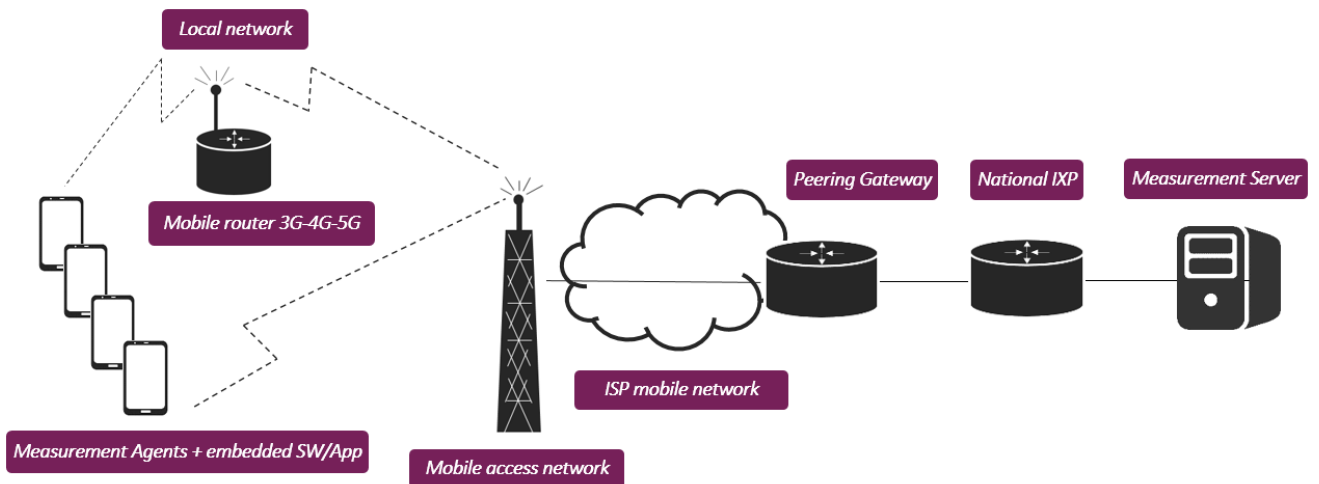 Local network
Mobile router 3G-4G-5G
Peering Gateway
National IXP
Measurement Server
ISP mobile network
Measurement Agents + embedded SW/App
Mobile access network